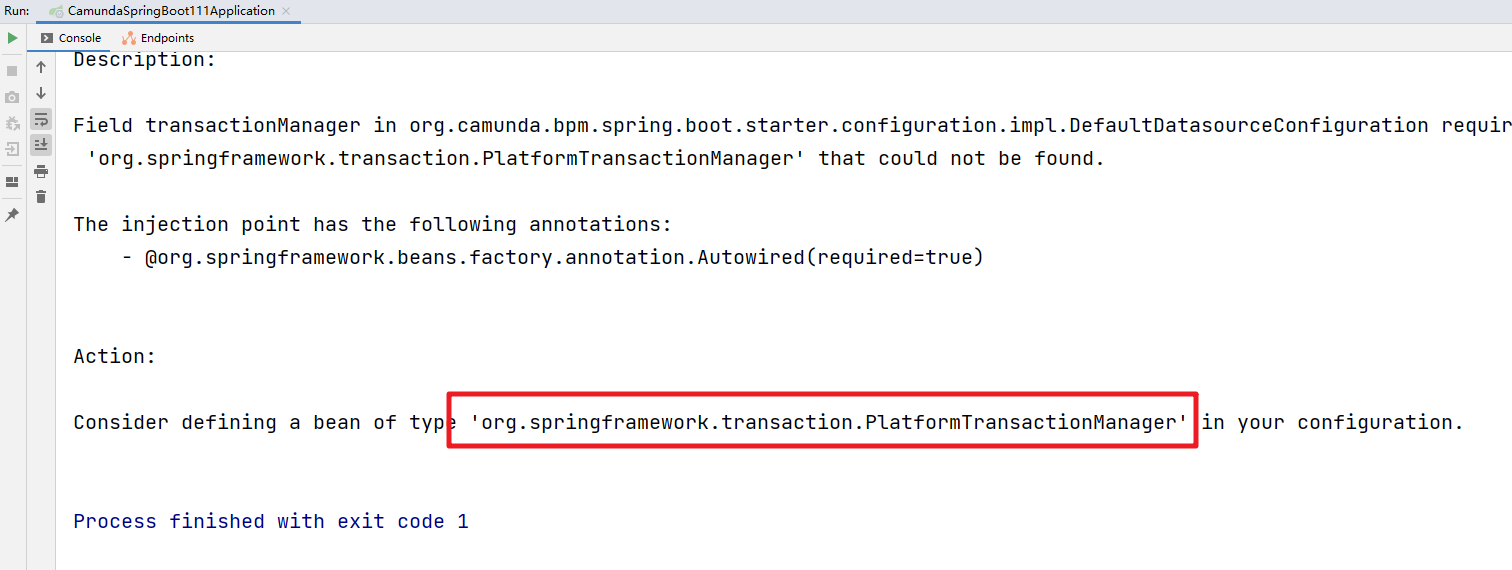 Run: CamundaSpringBoot111Application
Console Endpoints
Description:
Field transactionManager in org.camunda.bpm.spring.boot.starter.configuration.impl.DefaultDatasourceConfiguration requir
'org.springframework.transaction.PlatformTransactionManager' that could not be found.
The injection point has the following annotations:
- @org.springframework.beans.factory.annotation.Autowired(required=true)
Action:
Consider defining a bean of type 'org.springframework.transaction.PlatformTransactionManager' in your configuration.
Process finished with exit code 1